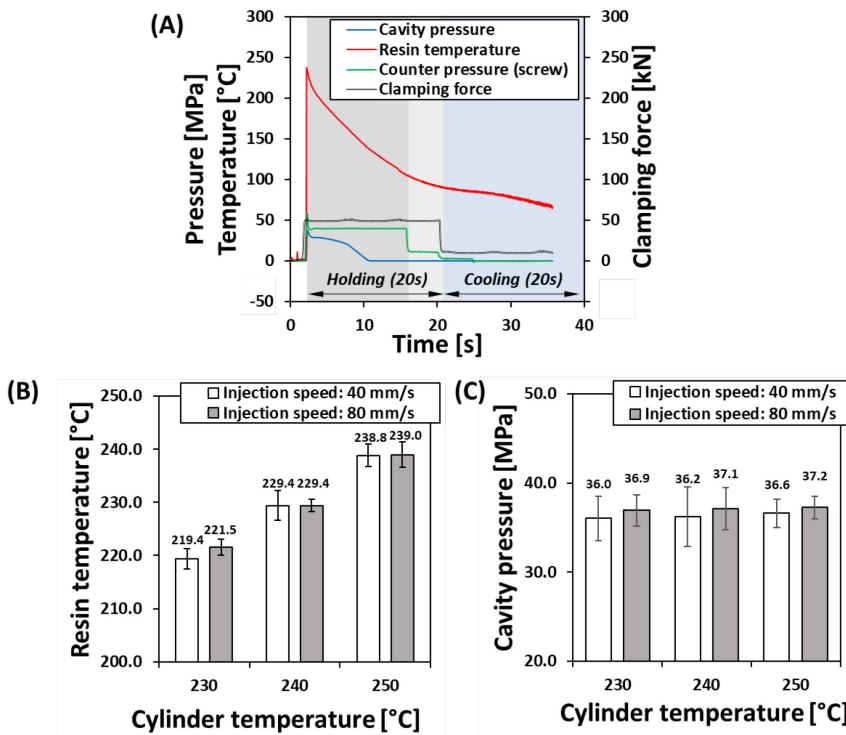 (A)
Cavity pressure
Resin temperature
Counter pressure (screw)
Clamping force
Pressure [MPa]
Temperature [°C]
300
250
200
150
100
50
0
-50
Clamping force [kN]
300
250
200
150
100
50
0
Holding (20s)
Cooling (20s)
0
10
20
30
40
Time [s]
(B)
Injection speed: 40 mm/s
Injection speed: 80 mm/s
Resin temperature [°C]
250.0
240.0
230.0
220.0
210.0
200.0
219.4
221.5
229.4
229.4
238.8
239.0
230
240
250
Cylinder temperature [°C]
(C)
Injection speed: 40 mm/s
Injection speed: 80 mm/s
Cavity pressure [MPa]
50.0
40.0
30.0
20.0
36.0
36.9
36.2
37.1
36.6
37.2
230
240
250
Cylinder temperature [°C]